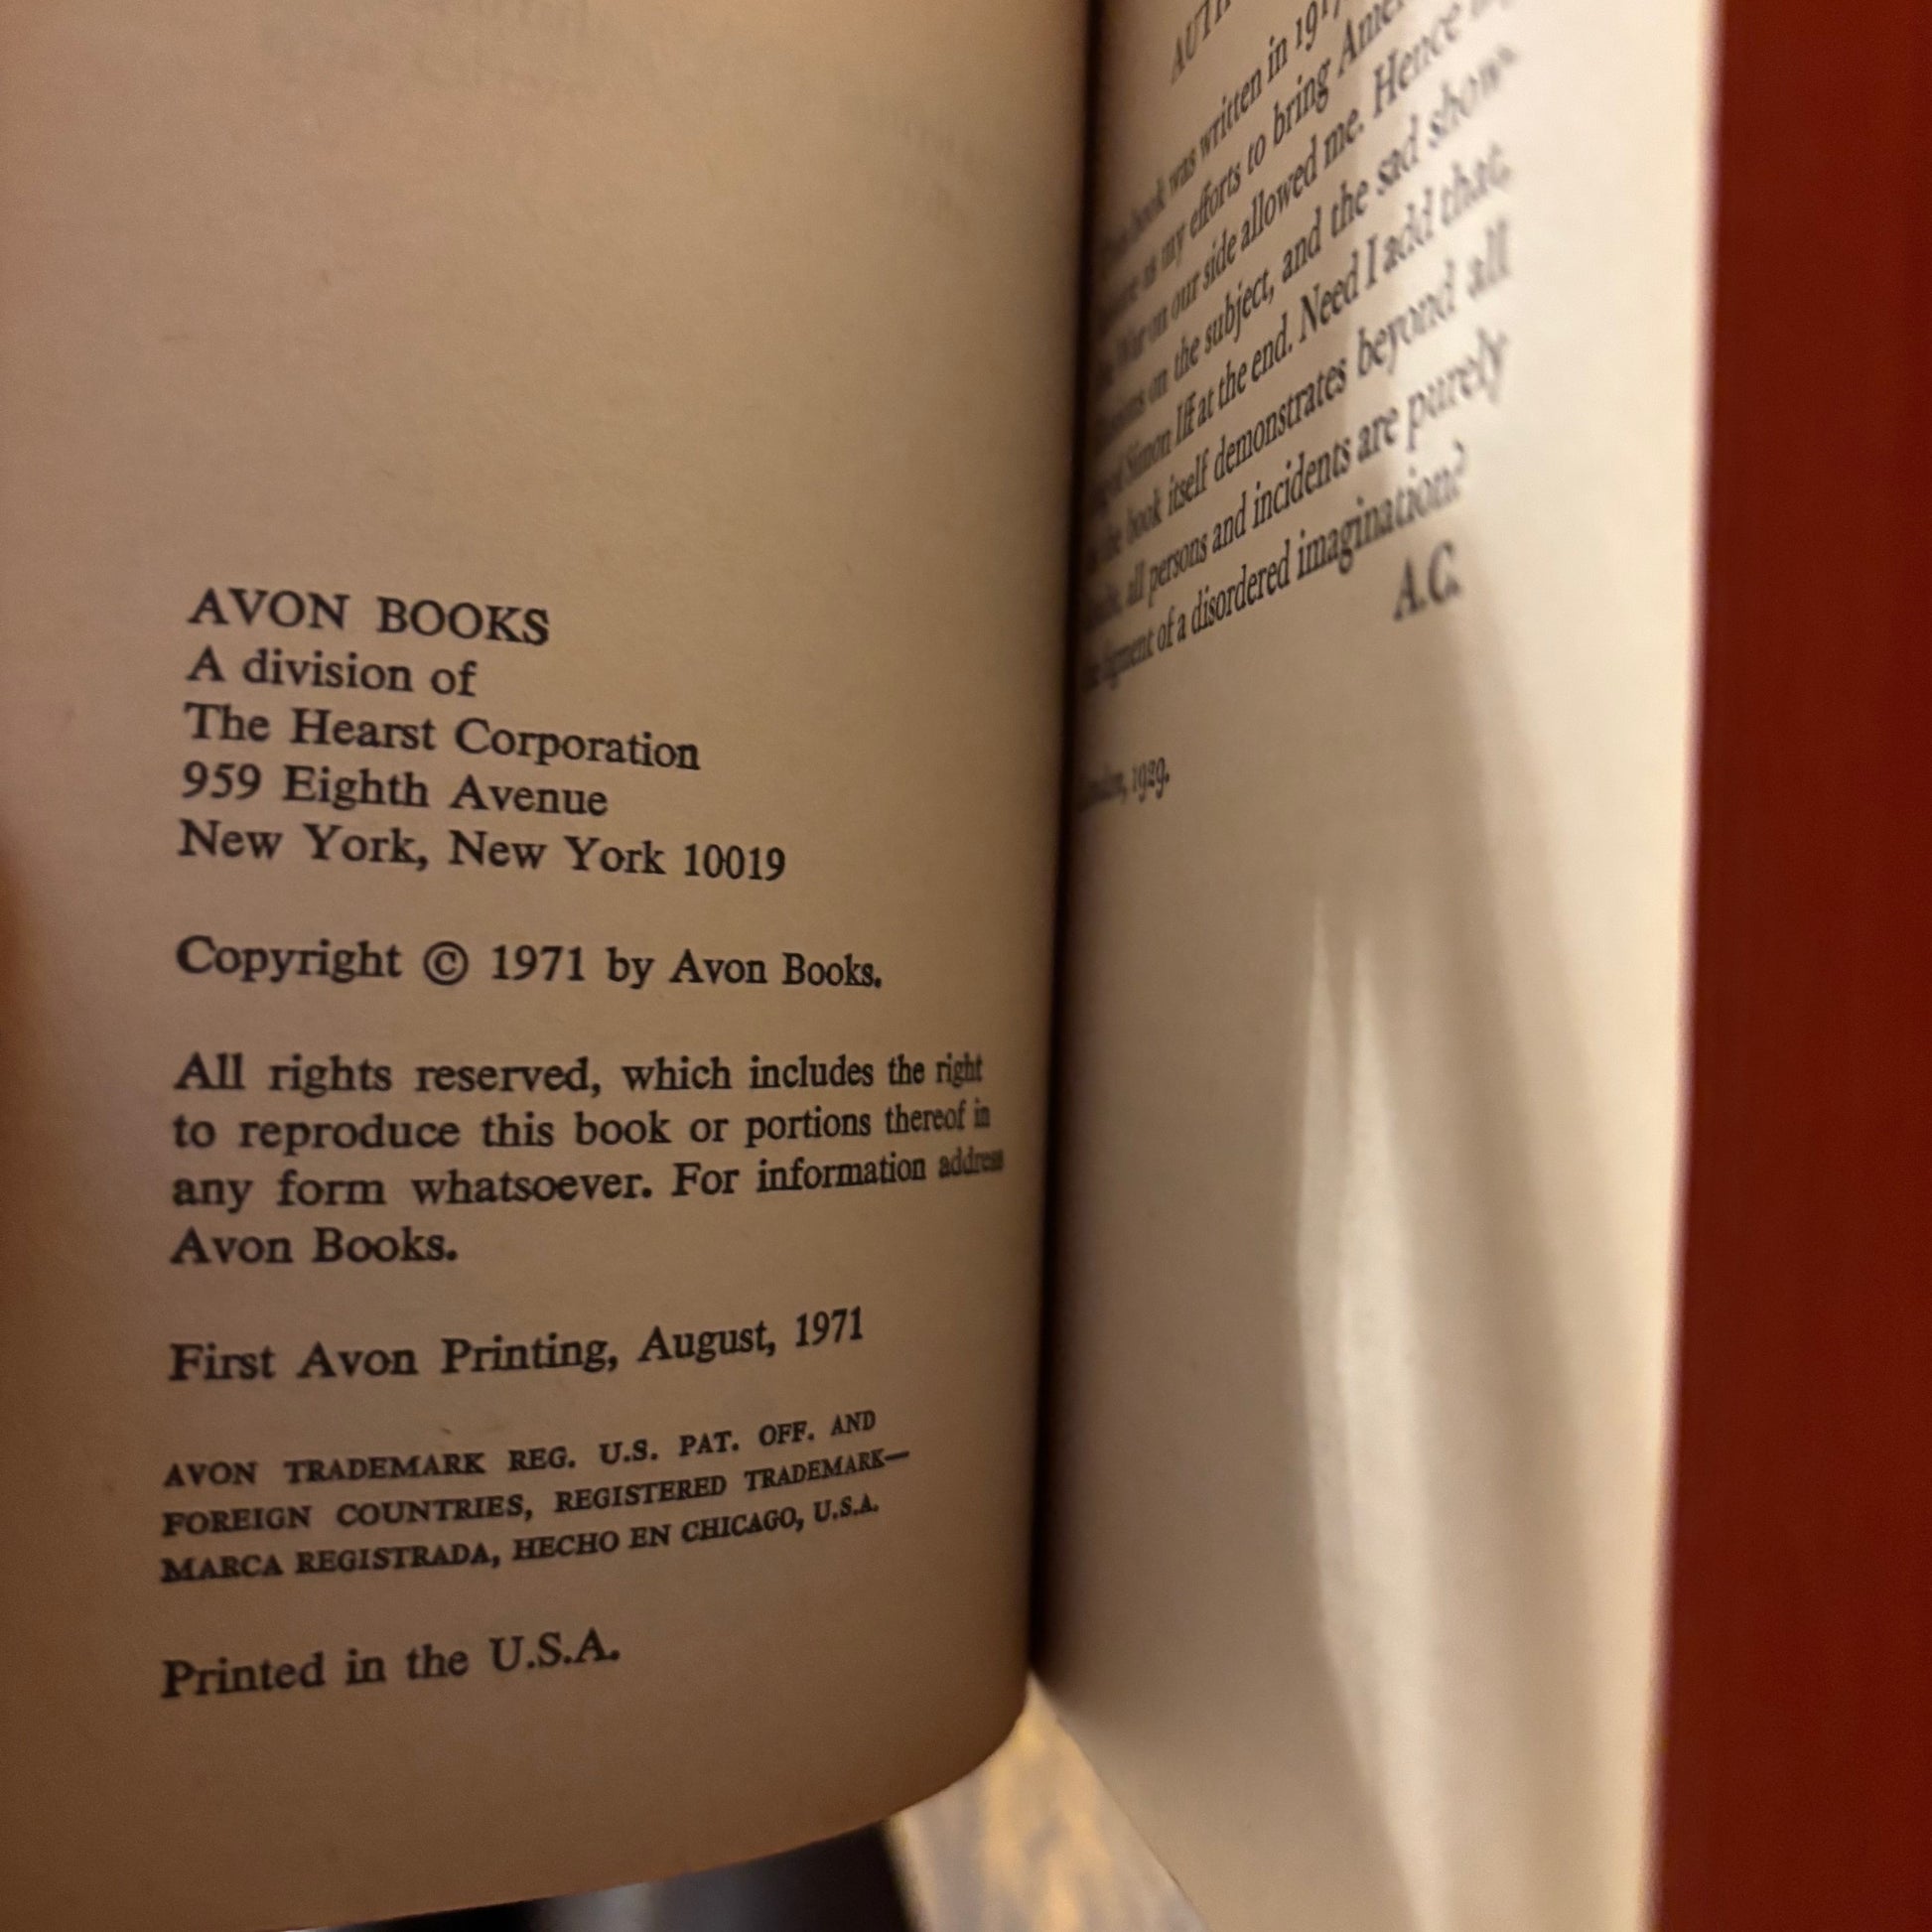 AVON BOOKS
A division of
The Hearst Corporation
959 Eighth Avenue
New York, New York 10019
Copyright © 1971 by Avon Books.
All rights reserved, which includes the right
to reproduce this book or portions thereof in
any form whatsoever. For information address
Avon Books.
First Avon Printing, August, 1971
AVON TRADEMARK REG. U.S. PAT. OFF. AND
FOREIGN COUNTRIES, REGISTERED TRADEMARK—
MARCA REGISTRADA, HECHO EN CHICAGO, U.S.A.
Printed in the U.S.A.
book was written in
my efforts to bring
on our side allowed me. Hence
on the subject, and the sad show-
Simon Iff at the end. Need I add that,
the book itself demonstrates beyond all
all persons and incidents are purely
figment of a disordered imagination?
A.C.
1929.